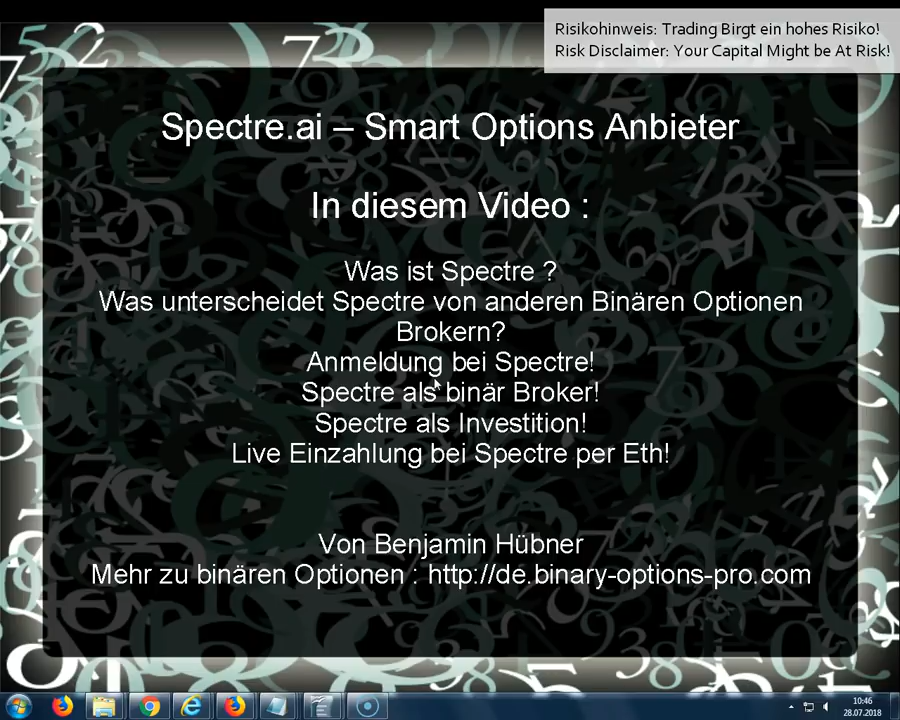 Risikohinweis: Trading Birgt ein hohes Risiko!
Risk Disclaimer: Your Capital Might be At Risk!
Spectre.ai – Smart Options Anbieter
In diesem Video :
Was ist Spectre ?
Was unterscheidet Spectre von anderen Binären Optionen
Brokern?
Anmeldung bei Spectre!
Spectre als binär Broker!
Spectre als Investition!
Live Einzahlung bei Spectre per Eth!
Von Benjamin Hübner
Mehr zu binären Optionen : http://de.binary-options-pro.com
10:46
28.07.2018